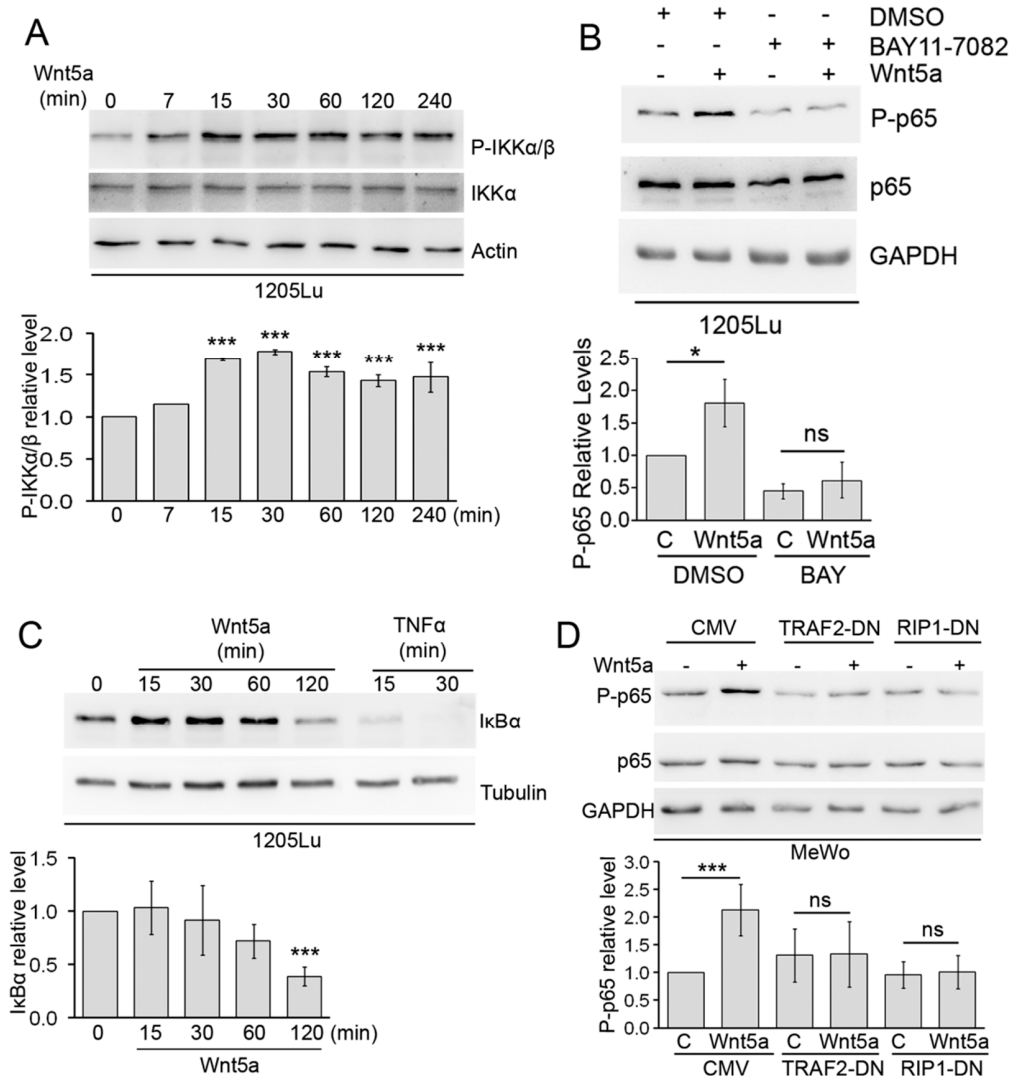 A
Wnt5a
(min)
0 7 15 30 60 120 240
P-IKKα/β
IKKα
Actin
1205Lu
P-IKKα/β relative level
2.0
1.5
1.0
0.5
0.0
*** *** *** *** ***
0 7 15 30 60 120 240 (min)
B
+ + - - DMSO
- - + + BAY11-7082
- + - + Wnt5a
P-p65
p65
GAPDH
1205Lu
P-p65 Relative Levels
2.5
2.0
1.5
1.0
0.5
0.0
*
ns
C Wnt5a C Wnt5a
DMSO BAY
C
Wnt5a
(min)
TNFα
(min)
0 15 30 60 120 15 30
IκBα
Tubulin
1205Lu
IκBα relative level
1.5
1.0
0.5
0.0
***
0 15 30 60 120 (min)
Wnt5a
D
CMV TRAF2-DN RIP1-DN
Wnt5a - + - + - +
P-p65
p65
GAPDH
MeWo
P-p65 relative level
3.0
2.5
2.0
1.5
1.0
0.5
0.0
***
ns
ns
C Wnt5a C Wnt5a C Wnt5a
CMV TRAF2-DN RIP1-DN